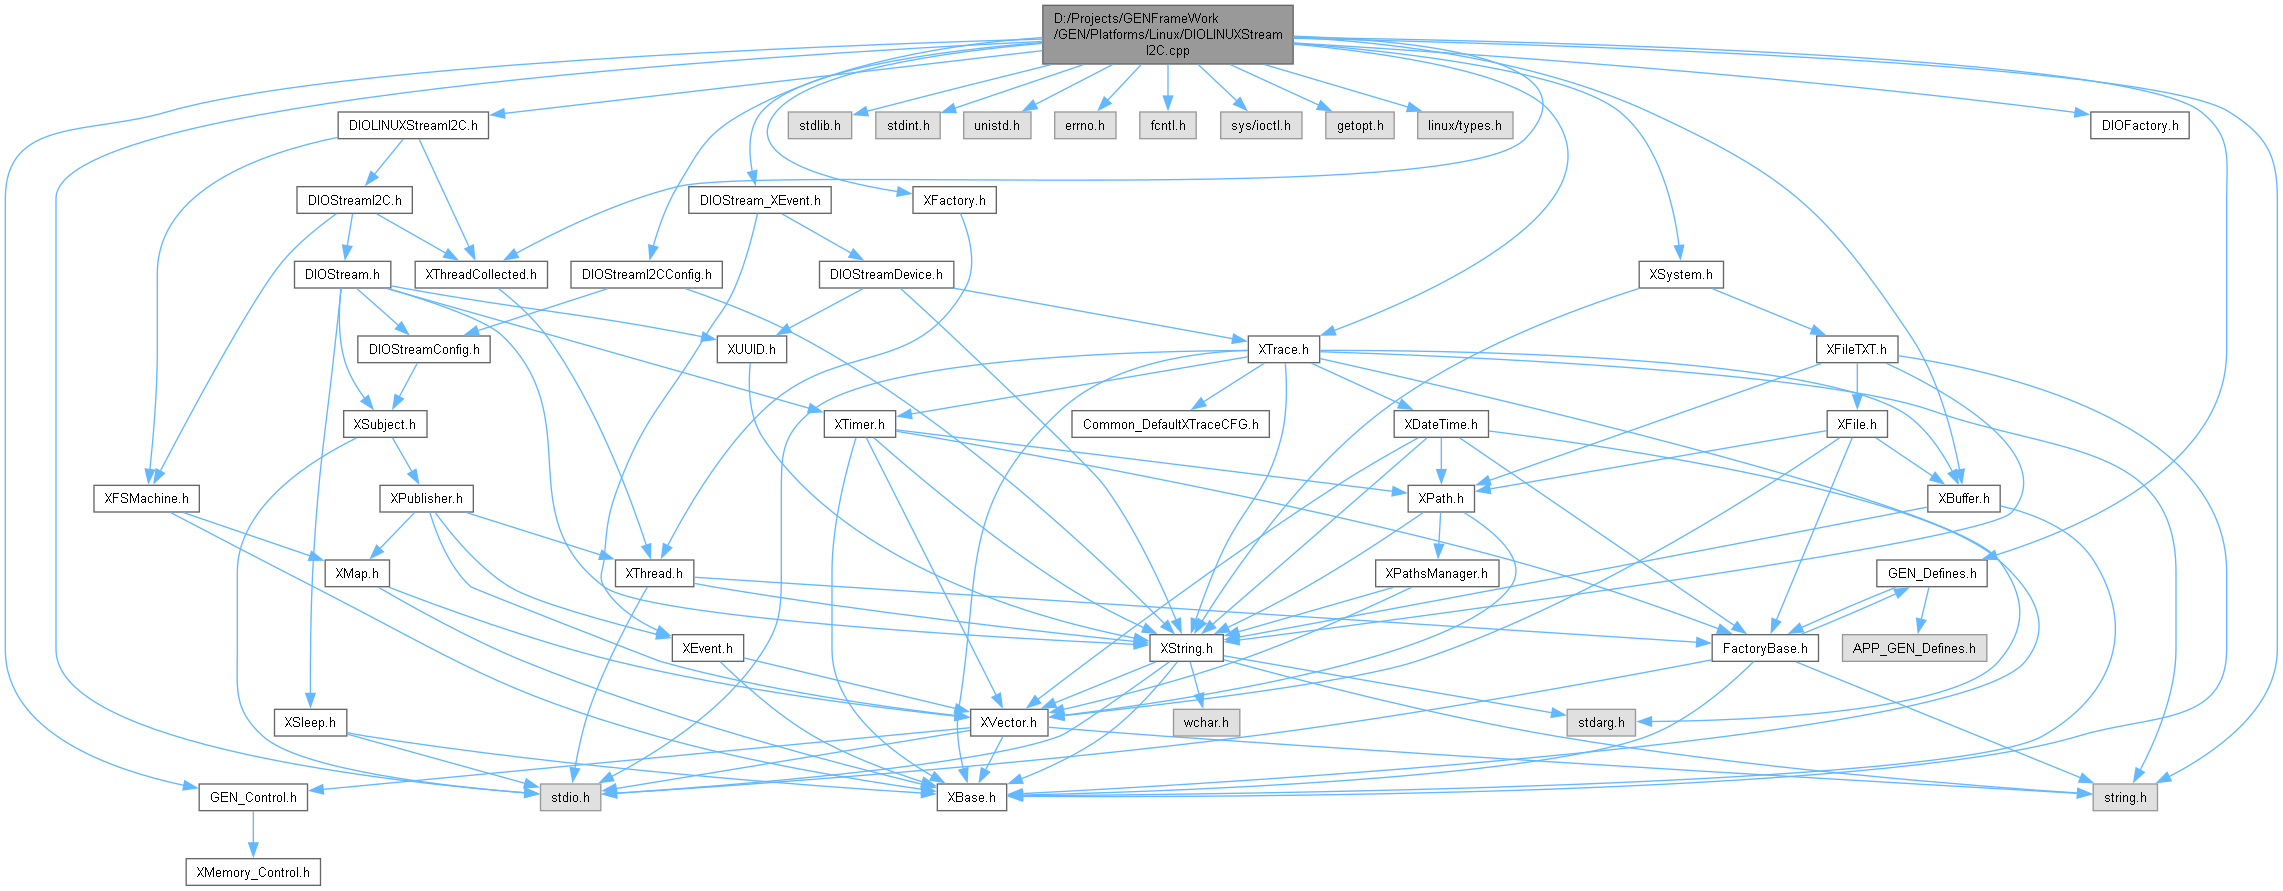 D:/Projects/GENFrameWork
/GEN/Platforms/Linux/DIOLINUXStream
I2C.cpp
DIOLINUXStreamI2C.h
stdlib.h
stdint.h
unistd.h
errno.h
fcntl.h
sys/ioctl.h
getopt.h
linux/types.h
DIOFactory.h
DIOStreamI2C.h
DIOStream_XEvent.h
XFactory.h
DIOStream.h
XThreadCollected.h
DIOStreamI2CConfig.h
DIOStreamDevice.h
XSystem.h
DIOStreamConfig.h
XUUID.h
XTrace.h
XFileTXT.h
XSubject.h
XTimer.h
Common_DefaultXTraceCFG.h
XDateTime.h
XFile.h
XFSMachine.h
XPublisher.h
XPath.h
XBuffer.h
XMap.h
XThread.h
XPathsManager.h
GEN_Defines.h
XEvent.h
XString.h
FactoryBase.h
APP_GEN_Defines.h
XSleep.h
XVector.h
wchar.h
stdarg.h
GEN_Control.h
stdio.h
XBase.h
string.h
XMemory_Control.h